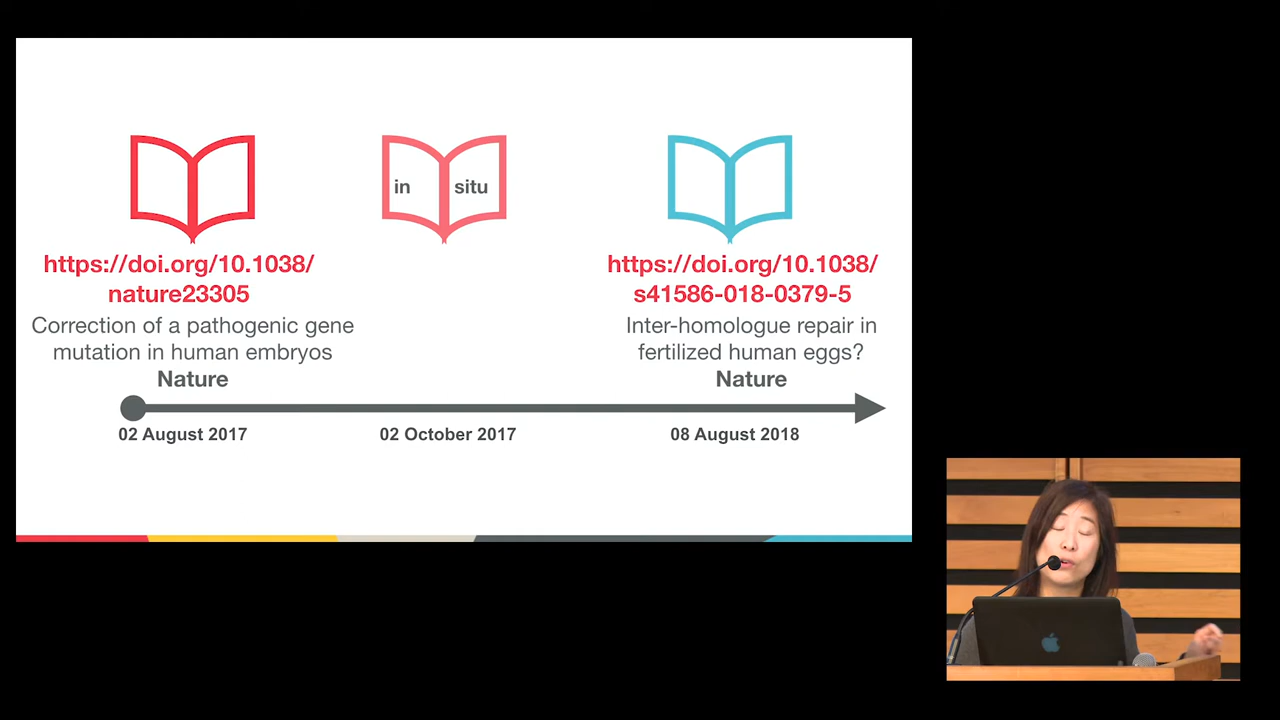 in situ
https://doi.org/10.1038/
nature23305
Correction of a pathogenic gene
mutation in human embryos
Nature
https://doi.org/10.1038/
s41586-018-0379-5
Inter-homologue repair in
fertilized human eggs?
Nature
02 August 2017
02 October 2017
08 August 2018